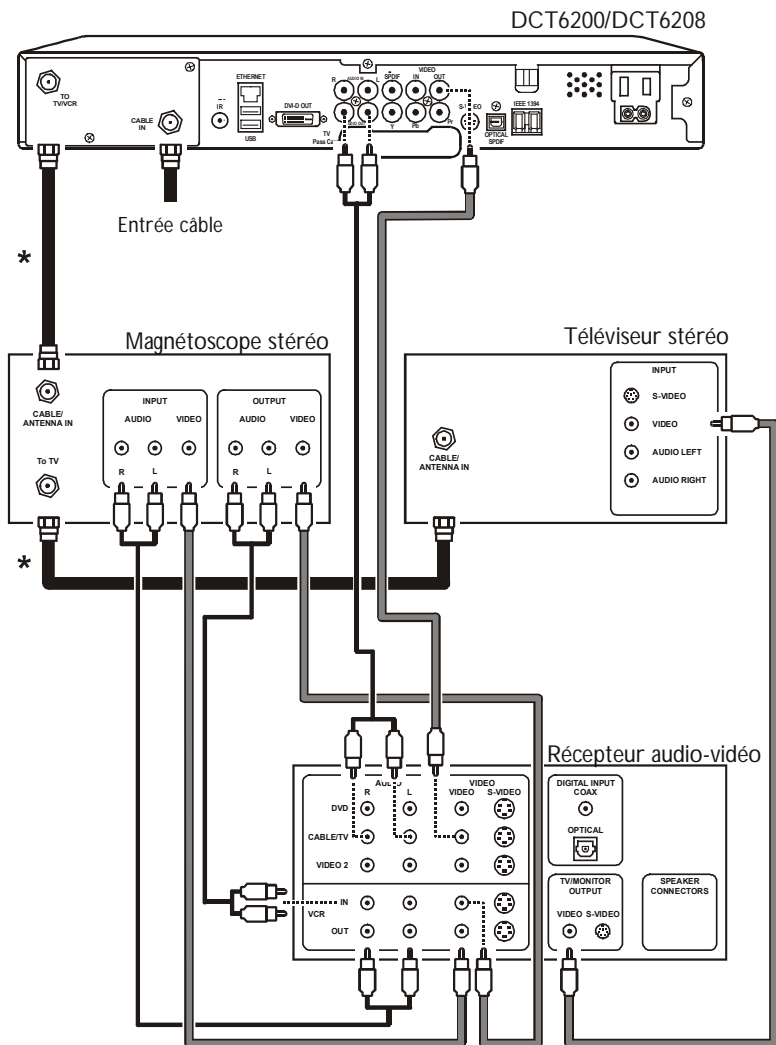 DCT6200/DCT6208
TO
TV/VCR
CABLE
IN
IR
ETHERNET
USB
DVI-D OUT
TV
Pass Ca
R AUDIO IN L
SPDIF
VIDEO
IN OUT
Y Pb Pr
OPTICAL
SPDIF
IEEE 1394
Entrée câble
*
Magnétoscope stéréo
CABLE/
ANTENNA IN
To TV
INPUT
AUDIO VIDEO
R L
OUTPUT
AUDIO VIDEO
R L
*
Téléviseur stéréo
CABLE/
ANTENNA IN
INPUT
S-VIDEO
VIDEO
AUDIO LEFT
AUDIO RIGHT
Récepteur audio-vidéo
R L
VIDEO
VIDEO S-VIDEO
DVD
CABLE/TV
VIDEO 2
IN
VCR
OUT
DIGITAL INPUT
COAX
OPTICAL
TV/MONITOR
OUTPUT
VIDEO S-VIDEO
SPEAKER
CONNECTORS